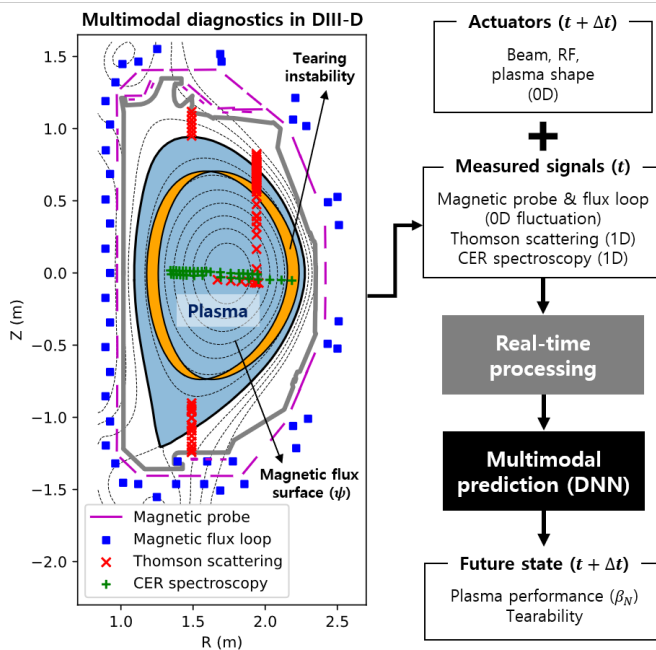 Multimodal diagnostics in DIII-D
Tearing
instability
Plasma
Magnetic flux
surface (ψ)
Magnetic probe
Magnetic flux loop
Thomson scattering
CER spectroscopy
Z (m)
1.5
1.0
0.5
0.0
−0.5
−1.0
−1.5
−2.0
1.0
1.5
2.0
2.5
R (m)
Actuators (t + Δt)
Beam, RF,
plasma shape
(0D)
+
Measured signals (t)
Magnetic probe & flux loop
(0D fluctuation)
Thomson scattering (1D)
CER spectroscopy (1D)
Real-time
processing
Multimodal
prediction (DNN)
Future state (t + Δt)
Plasma performance (β_N)
Tearability